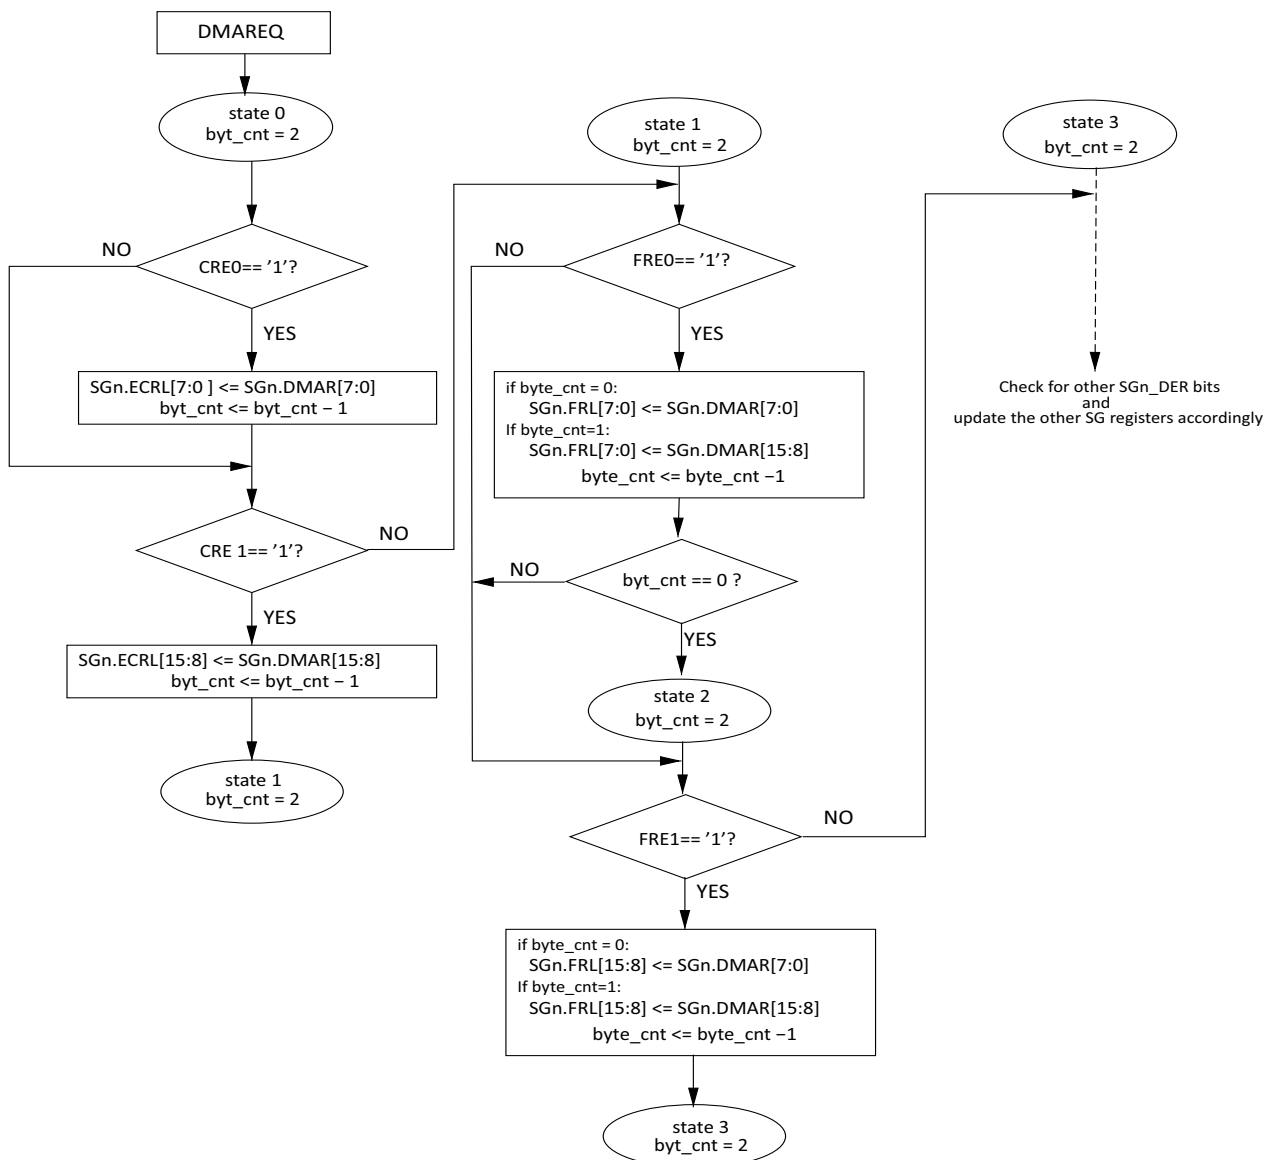 DMAREQ
state 0
byt_cnt = 2
NO
CRE0== '1'?
YES
SGn.ECRL[7:0 ] <= SGn.DMAR[7:0]
byt_cnt <= byt_cnt − 1
CRE 1== '1'?
NO
YES
SGn.ECRL[15:8] <= SGn.DMAR[15:8]
byt_cnt <= byt_cnt − 1
state 1
byt_cnt = 2
state 1
byt_cnt = 2
NO
FRE0== '1'?
YES
if byte_cnt = 0:
SGn.FRL[7:0] <= SGn.DMAR[7:0]
If byte_cnt=1:
SGn.FRL[7:0] <= SGn.DMAR[15:8]
byte_cnt <= byte_cnt −1
NO
byt_cnt == 0 ?
YES
state 2
byt_cnt = 2
FRE1== '1'?
NO
YES
if byte_cnt = 0:
SGn.FRL[15:8] <= SGn.DMAR[7:0]
If byte_cnt=1:
SGn.FRL[15:8] <= SGn.DMAR[15:8]
byte_cnt <= byte_cnt −1
state 3
byt_cnt = 2
state 3
byt_cnt = 2
Check for other SGn_DER bits
and
update the other SG registers accordingly